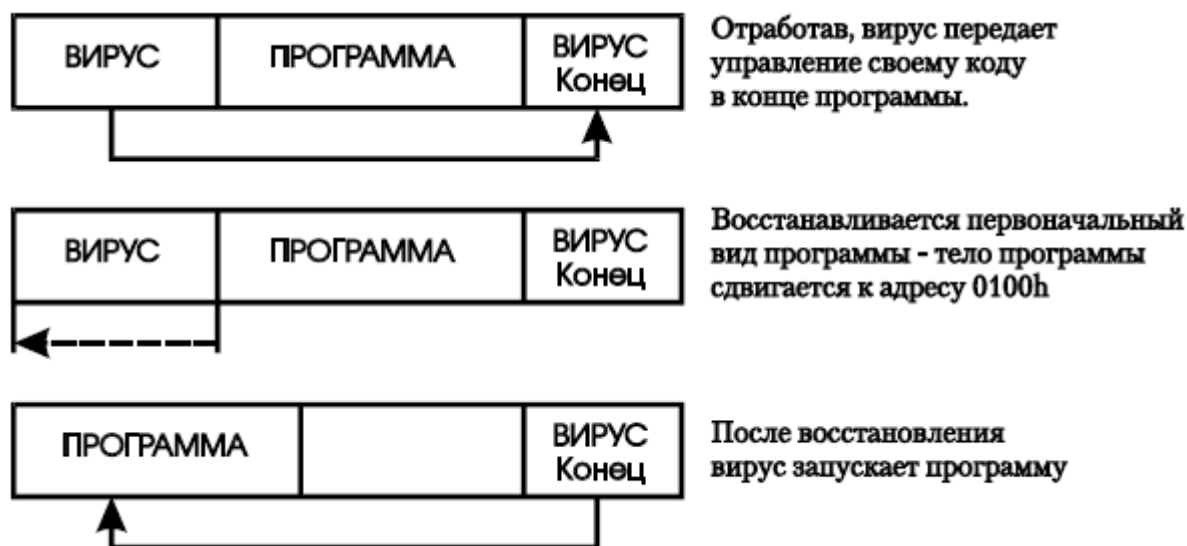 ВИРУС
ПРОГРАММА
ВИРУС
Конец
Отработав, вирус передает
управление своему коду
в конце программы.
ВИРУС
ПРОГРАММА
ВИРУС
Конец
Восстанавливается первоначальный
вид программы - тело программы
сдвигается к адресу 0100h
ПРОГРАММА
ВИРУС
Конец
После восстановления
вирус запускает программу